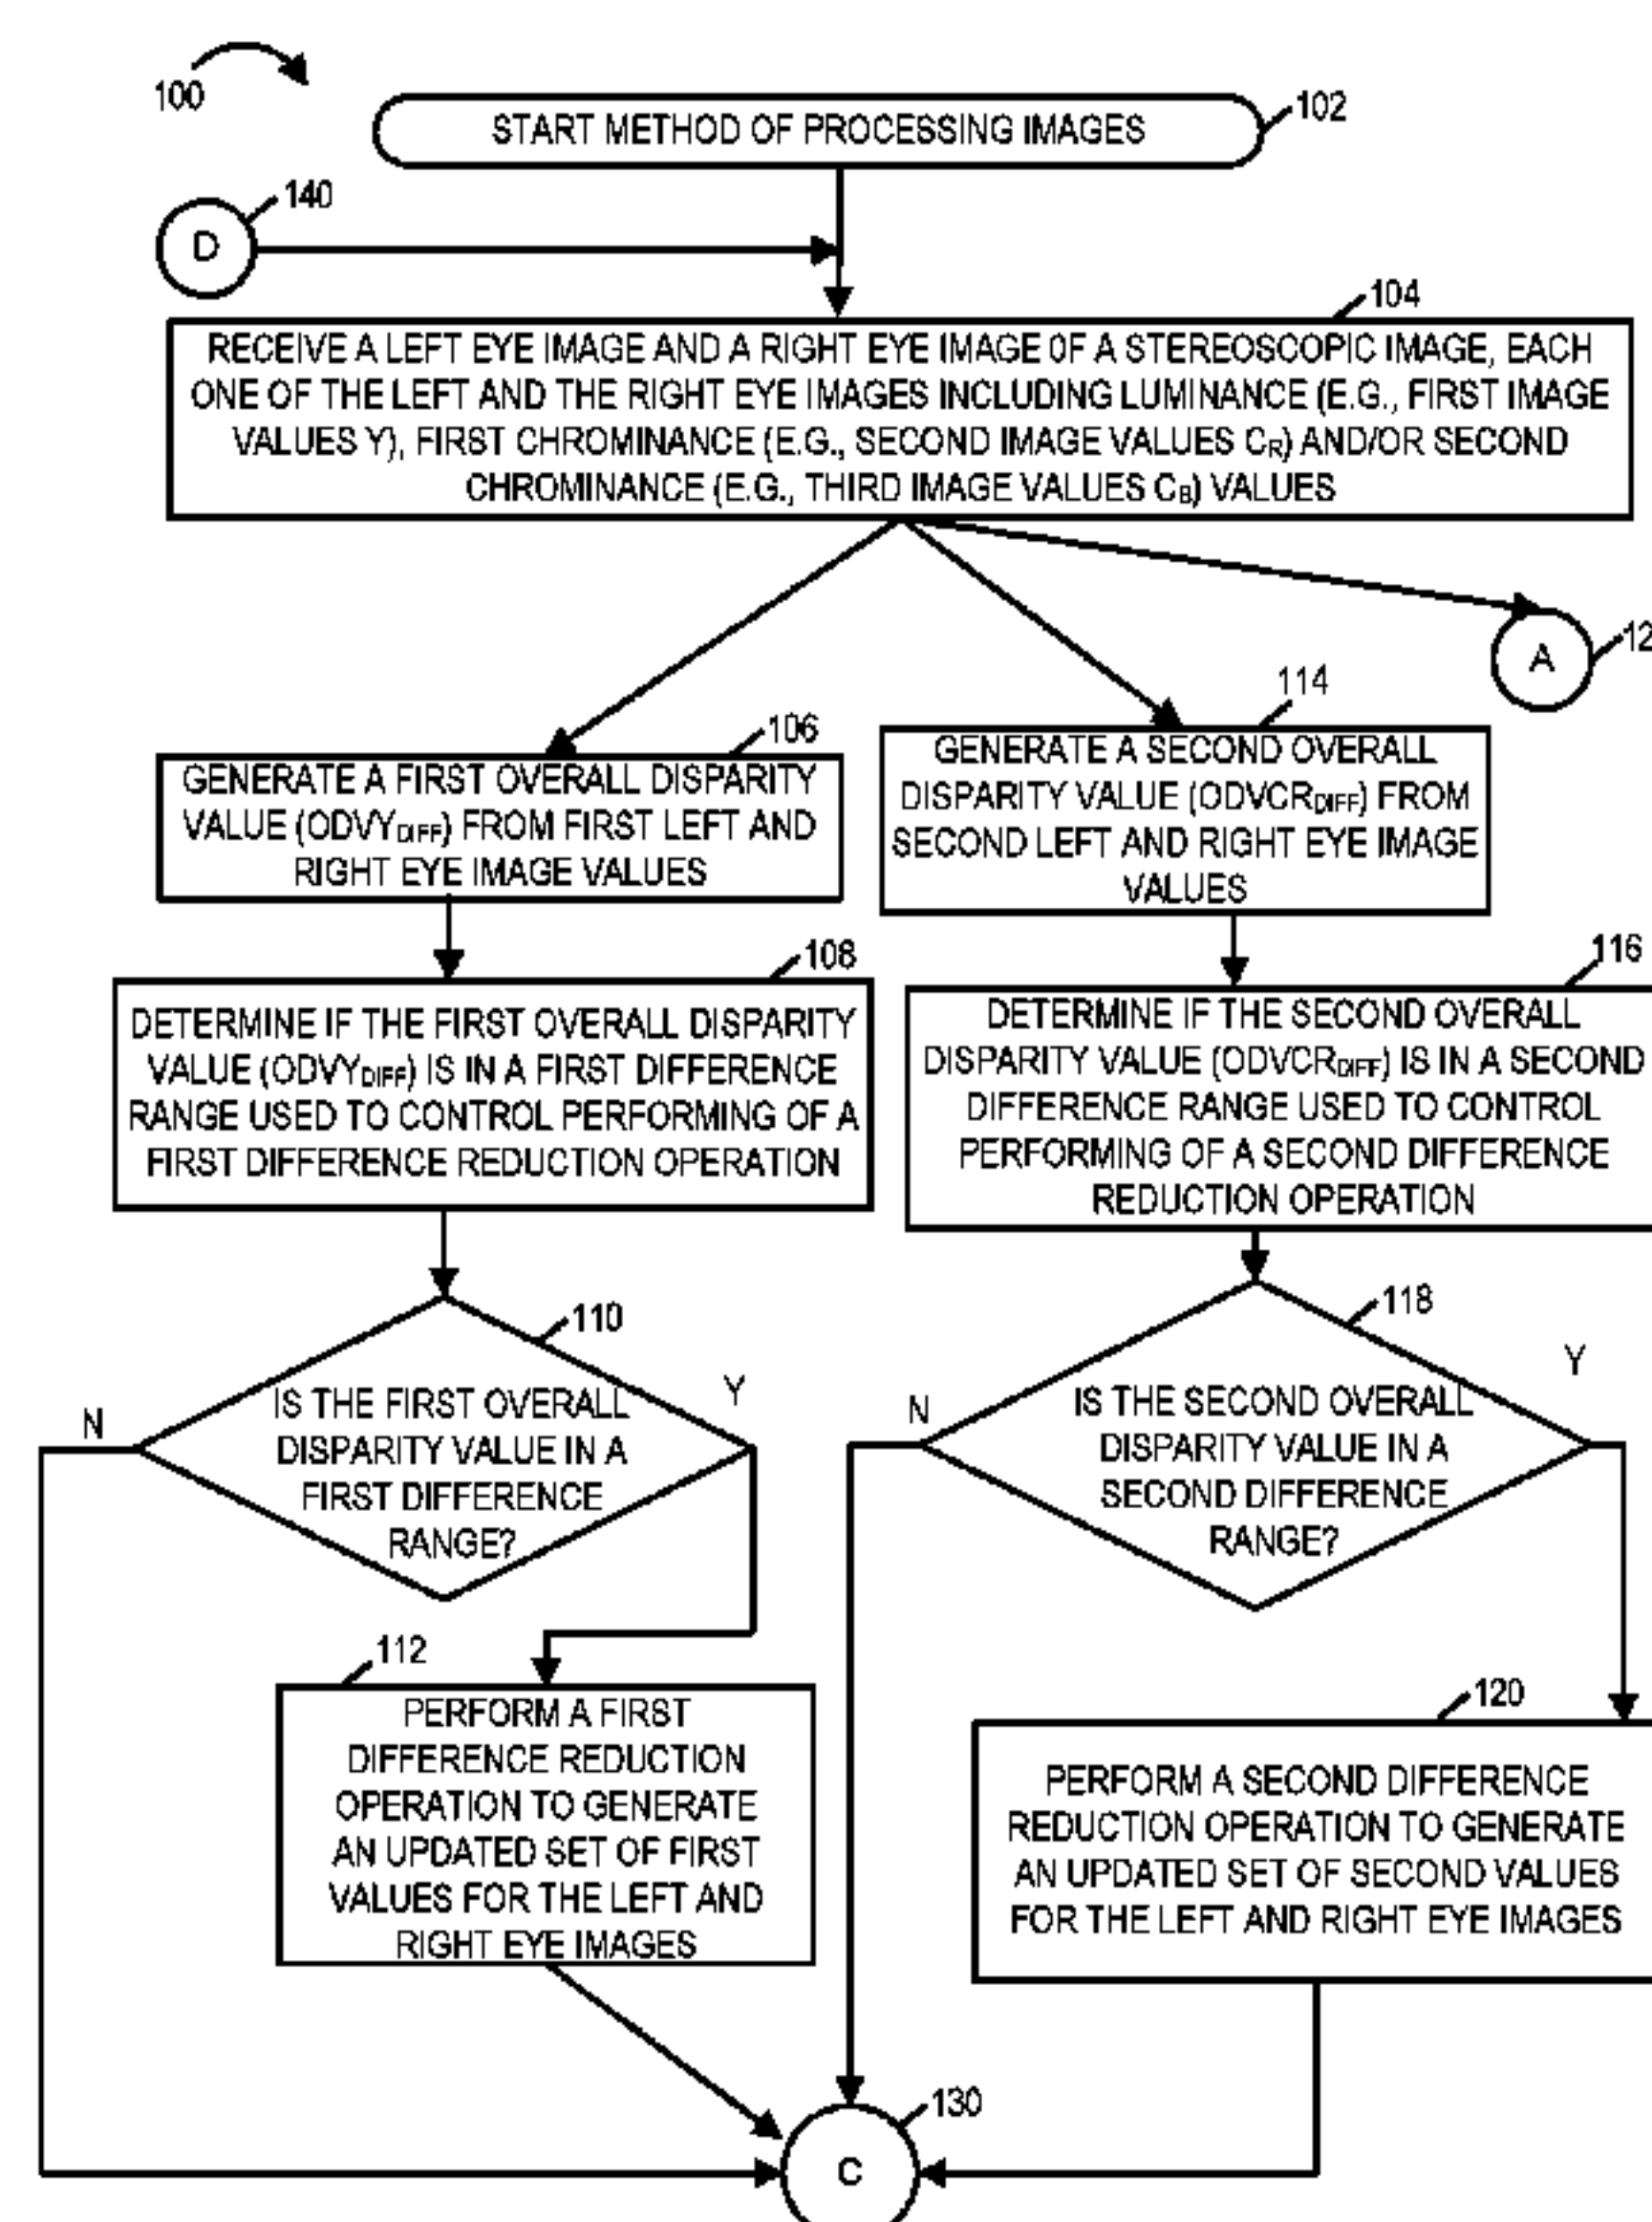 100
START METHOD OF PROCESSING IMAGES
102
140
D
104
RECEIVE A LEFT EYE IMAGE AND A RIGHT EYE IMAGE OF A STEREOSCOPIC IMAGE, EACH
ONE OF THE LEFT AND THE RIGHT EYE IMAGES INCLUDING LUMINANCE (E.G., FIRST IMAGE
VALUES Y), FIRST CHROMINANCE (E.G., SECOND IMAGE VALUES CR) AND/OR SECOND
CHROMINANCE (E.G., THIRD IMAGE VALUES CB) VALUES
A
106
GENERATE A FIRST OVERALL DISPARITY
VALUE (ODVYDIFF) FROM FIRST LEFT AND
RIGHT EYE IMAGE VALUES
114
GENERATE A SECOND OVERALL
DISPARITY VALUE (ODVCRDIFF) FROM
SECOND LEFT AND RIGHT EYE IMAGE
VALUES
108
DETERMINE IF THE FIRST OVERALL DISPARITY
VALUE (ODVYDIFF) IS IN A FIRST DIFFERENCE
RANGE USED TO CONTROL PERFORMING OF A
FIRST DIFFERENCE REDUCTION OPERATION
116
DETERMINE IF THE SECOND OVERALL
DISPARITY VALUE (ODVCRDIFF) IS IN A SECOND
DIFFERENCE RANGE USED TO CONTROL
PERFORMING OF A SECOND DIFFERENCE
REDUCTION OPERATION
110
N
Y
IS THE FIRST OVERALL
DISPARITY VALUE IN A
FIRST DIFFERENCE
RANGE?
118
N
Y
IS THE SECOND OVERALL
DISPARITY VALUE IN A
SECOND DIFFERENCE
RANGE?
112
PERFORM A FIRST
DIFFERENCE REDUCTION
OPERATION TO GENERATE
AN UPDATED SET OF FIRST
VALUES FOR THE LEFT AND
RIGHT EYE IMAGES
120
PERFORM A SECOND DIFFERENCE
REDUCTION OPERATION TO GENERATE
AN UPDATED SET OF SECOND VALUES
FOR THE LEFT AND RIGHT EYE IMAGES
130
C